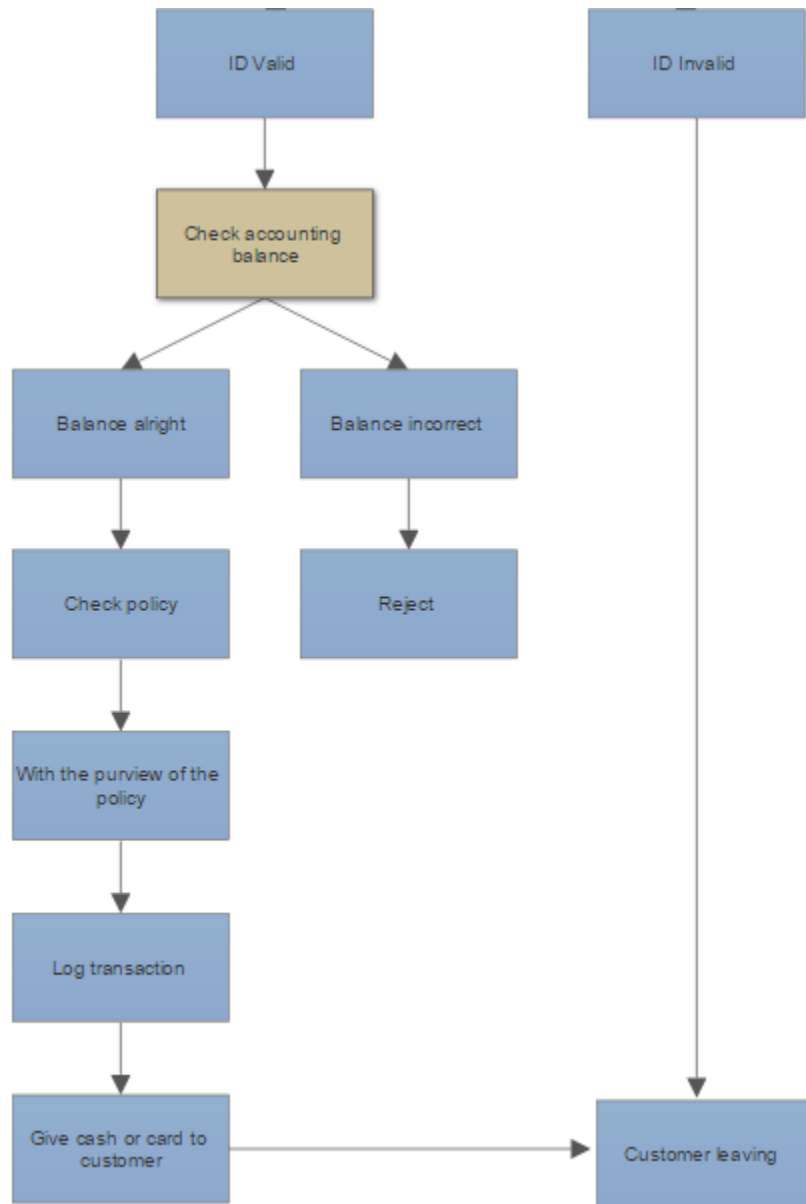 ID Valid
ID Invalid
Check accounting
balance
Balance alright
Balance incorrect
Check policy
Reject
With the purview of the
policy
Log transaction
Give cash or card to
customer
Customer leaving